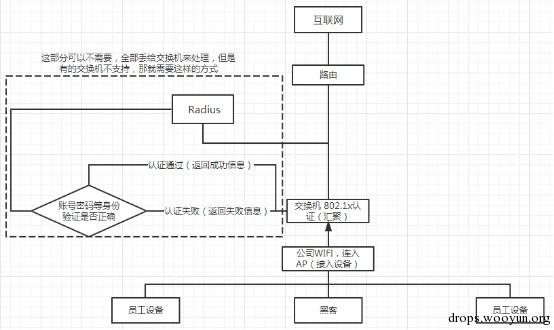 互联网
这部分可以不需要，全部丢给交换机来处理，但是
有的交换机不支持，那就需要这样的方式
路由
Radius
认证通过（返回成功信息）
账号密码等身份
验证是否正确
认证失败（返回失败信息）
交换机 802.1x认
证（汇聚）
公司WIFI，连入
AP（接入设备）
员工设备
黑客
员工设备
drops.wooyun.org